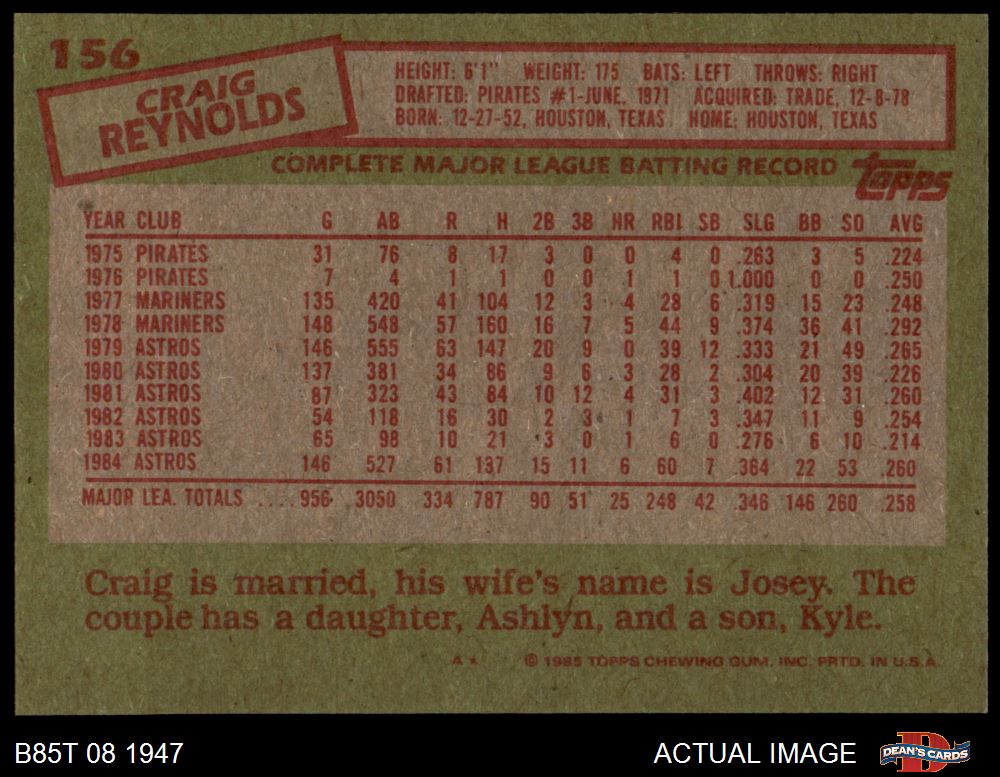 156
CRAIG
REYNOLDS
HEIGHT: 6'1" WEIGHT: 175 BATS: LEFT THROWS: RIGHT
DRAFTED: PIRATES #1-JUNE, 1971 ACQUIRED: TRADE, 12-8-78
BORN: 12-27-52, HOUSTON, TEXAS HOME: HOUSTON, TEXAS
COMPLETE MAJOR LEAGUE BATTING RECORD topps
YEAR CLUB G AB R H 2B 3B HR RBI SB SLG BB SO AVG
1975 PIRATES 31 76 8 17 3 0 0 4 0 .263 3 5 .224
1976 PIRATES 7 4 1 1 0 0 1 1 0 1.000 0 0 .250
1977 MARINERS 135 420 41 104 12 3 4 28 6 .319 15 23 .248
1978 MARINERS 148 548 57 160 16 7 5 44 9 .374 36 41 .292
1979 ASTROS 146 555 63 147 20 9 0 39 12 .333 21 49 .265
1980 ASTROS 137 381 34 86 9 6 3 28 2 .304 20 39 .226
1981 ASTROS 87 323 43 84 10 12 4 31 3 .402 12 31 .260
1982 ASTROS 54 118 16 30 2 3 1 7 3 .347 11 9 .254
1983 ASTROS 65 98 10 21 3 0 1 6 0 .276 6 10 .214
1984 ASTROS 146 527 61 137 15 11 6 60 7 .364 22 53 .260
MAJOR LEA. TOTALS .... 956 3050 334 787 90 51 25 248 42 .346 146 260 .258
Craig is married, his wife's name is Josey. The
couple has a daughter, Ashlyn, and a son, Kyle.
A* © 1985 TOPPS CHEWING GUM, INC. PRTD. IN U.S.A.
B85T 08 1947 ACTUAL IMAGE DEAN'S CARDS